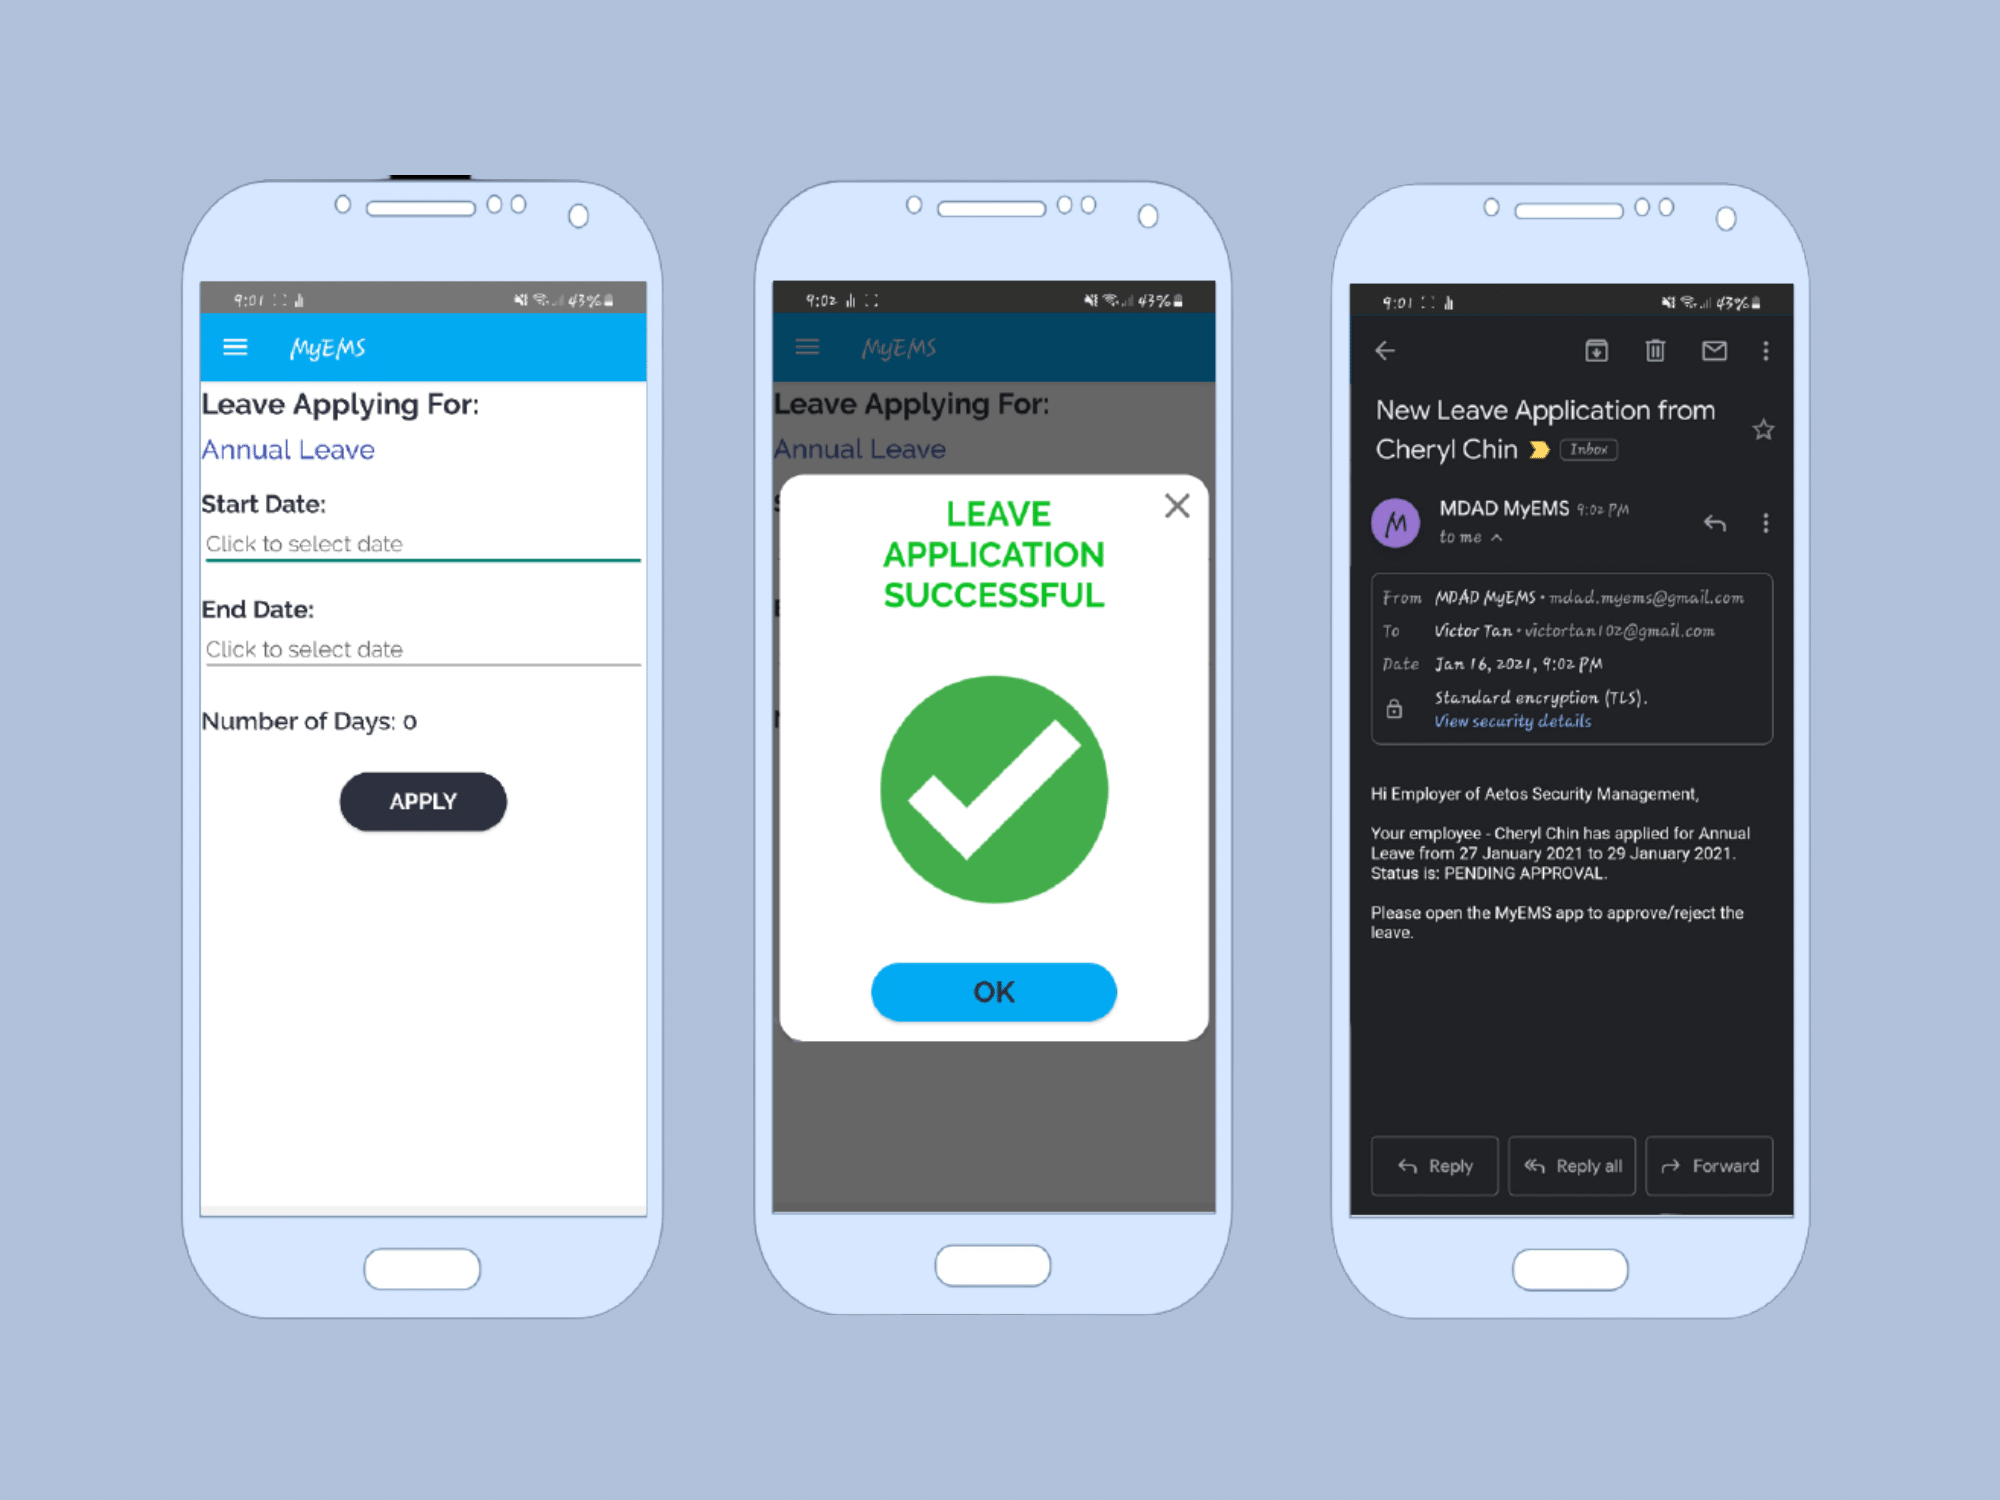 9:01
43%
MyEMS
Leave Applying For:
Annual Leave
Start Date:
Click to select date
End Date:
Click to select date
Number of Days: 0
APPLY
9:02
43%
MyEMS
Leave Applying For:
Annual Leave
LEAVE
APPLICATION
SUCCESSFUL
OK
9:01
43%
New Leave Application from
Cheryl Chin Inbox
M
MDAD MyEMS 9:02 PM
to me
From MDAD MyEMS • mdad.myems@gmail.com
To Victor Tan • victortan102@gmail.com
Date Jan 16, 2021, 9:02 PM
Standard encryption (TLS).
View security details
Hi Employer of Aetos Security Management,
Your employee - Cheryl Chin has applied for Annual
Leave from 27 January 2021 to 29 January 2021.
Status is: PENDING APPROVAL.
Please open the MyEMS app to approve/reject the
leave.
Reply
Reply all
Forward